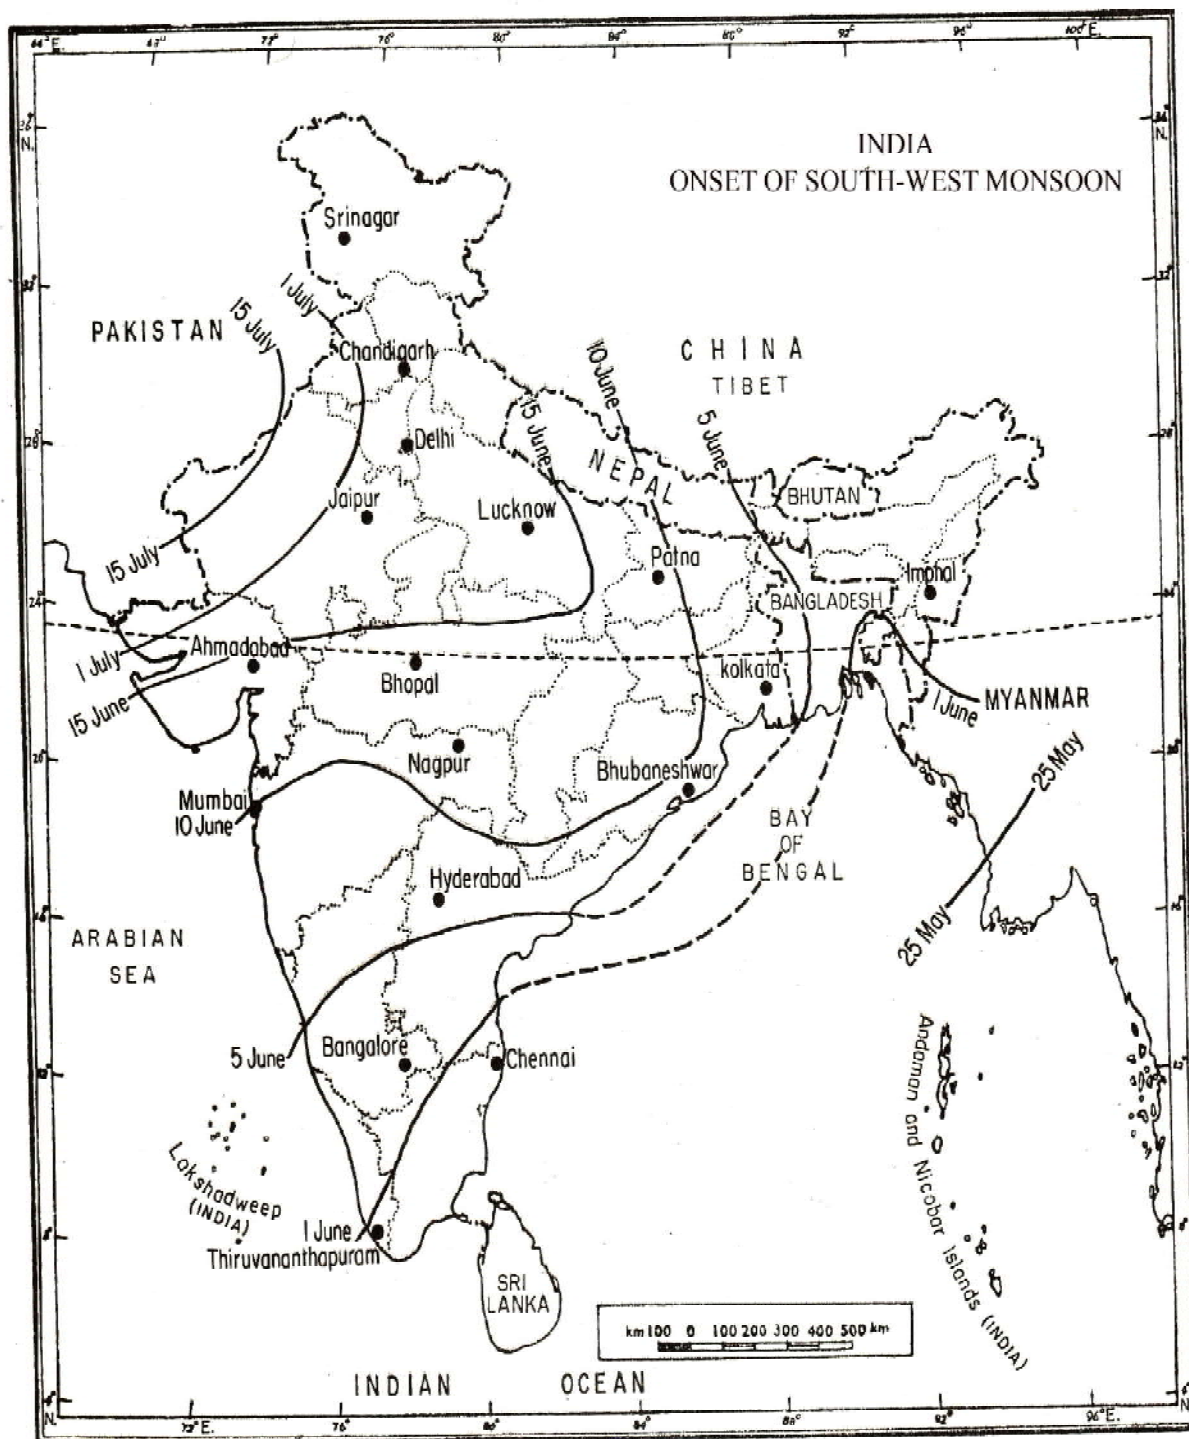 INDIA
ONSET OF SOUTH-WEST MONSOON
Srinagar
1 July
15 July
PAKISTAN
Chandigarh
10 June
CHINA
TIBET
15 June
5 June
Delhi
NEPAL
BHUTAN
Jaipur
Lucknow
15 July
Patna
Imphal
BANGLADESH
Ahmadabad
1 July
Bhopal
kolkata
15 June
1 June
MYANMAR
Nagpur
Bhubaneshwar
25 May
Mumbai
10 June
BAY
OF
BENGAL
Hyderabad
ARABIAN
SEA
25 May
5 June
Bangalore
Chennai
Andaman and Nicobar Islands (INDIA)
Lakshadweep
(INDIA)
1 June
Thiruvananthapuram
SRI
LANKA
km 100 0 100 200 300 400 500 km
INDIAN OCEAN